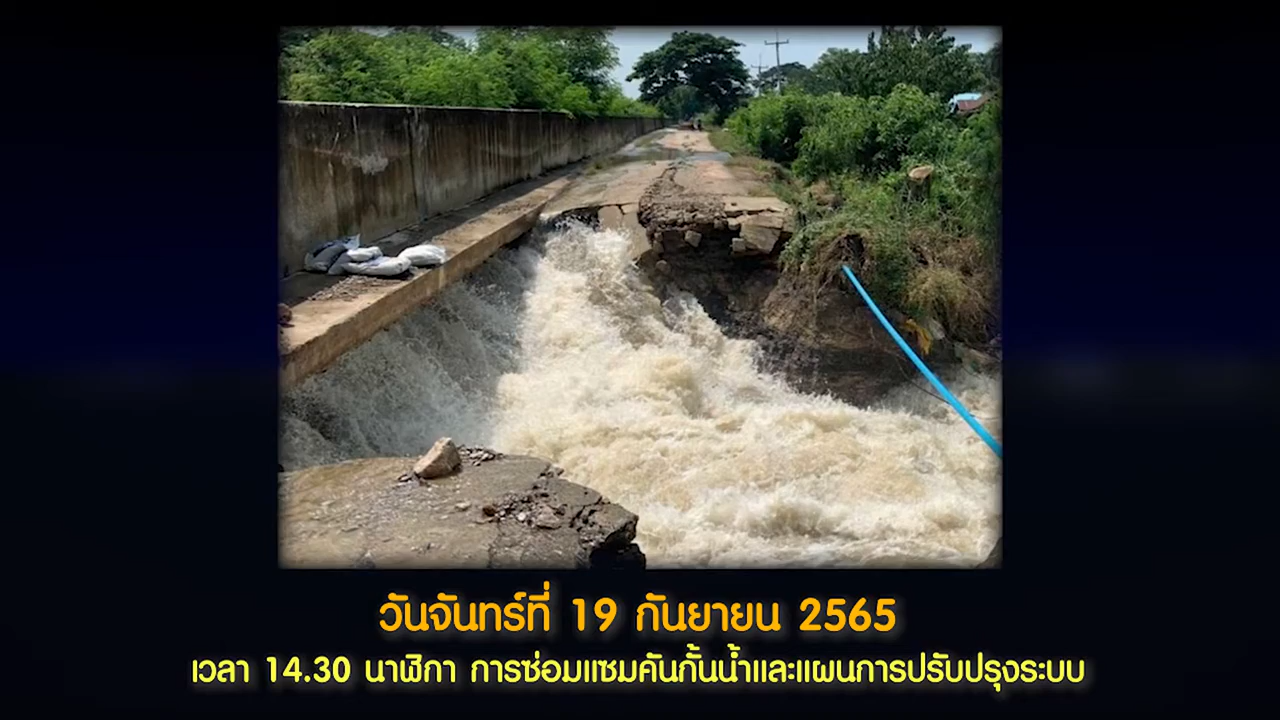 วันจันทร์ที่ 19 กันยายน 2565
เวลา 14.30 นาฬิกา การซ่อมแซมคันกั้นน้ำและแผนการปรับปรุงระบบ